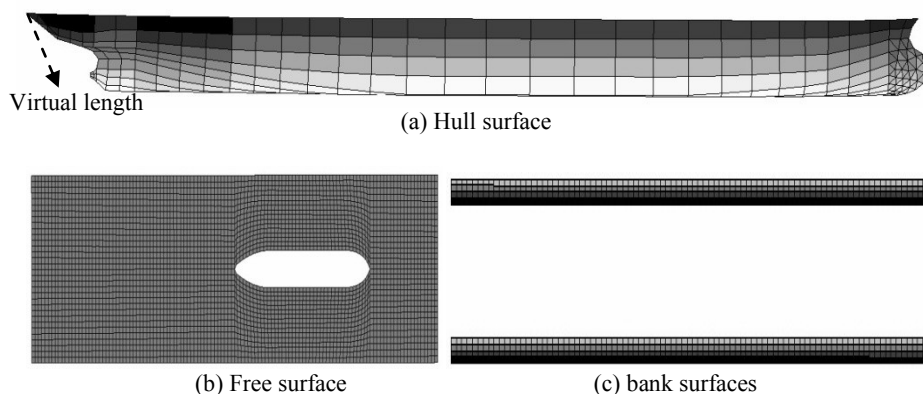 Virtual length
(a) Hull surface
(b) Free surface
(c) bank surfaces